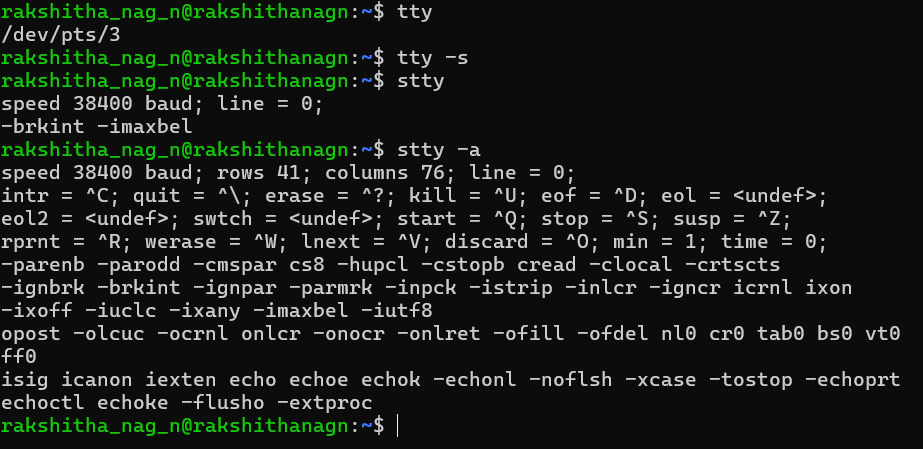 rakshitha_nag_n@rakshithanagn:~$ tty
/dev/pts/3
rakshitha_nag_n@rakshithanagn:~$ tty -s
rakshitha_nag_n@rakshithanagn:~$ stty
speed 38400 baud; line = 0;
-brkint -imaxbel
rakshitha_nag_n@rakshithanagn:~$ stty -a
speed 38400 baud; rows 41; columns 76; line = 0;
intr = ^C; quit = ^\; erase = ^?; kill = ^U; eof = ^D; eol = <undef>;
eol2 = <undef>; swtch = <undef>; start = ^Q; stop = ^S; susp = ^Z;
rprnt = ^R; werase = ^W; lnext = ^V; discard = ^O; min = 1; time = 0;
-parenb -parodd -cmspar cs8 -hupcl -cstopb cread -clocal -crtscts
-ignbrk -brkint -ignpar -parmrk -inpck -istrip -inlcr -igncr icrnl ixon
-ixoff -iuclc -ixany -imaxbel -iutf8
opost -olcuc -ocrnl onlcr -onocr -onlret -ofill -ofdel nl0 cr0 tab0 bs0 vt0
ff0
isig icanon iexten echo echoe echok -echonl -noflsh -xcase -tostop -echoprt
echoctl echoke -flusho -extproc
rakshitha_nag_n@rakshithanagn:~$